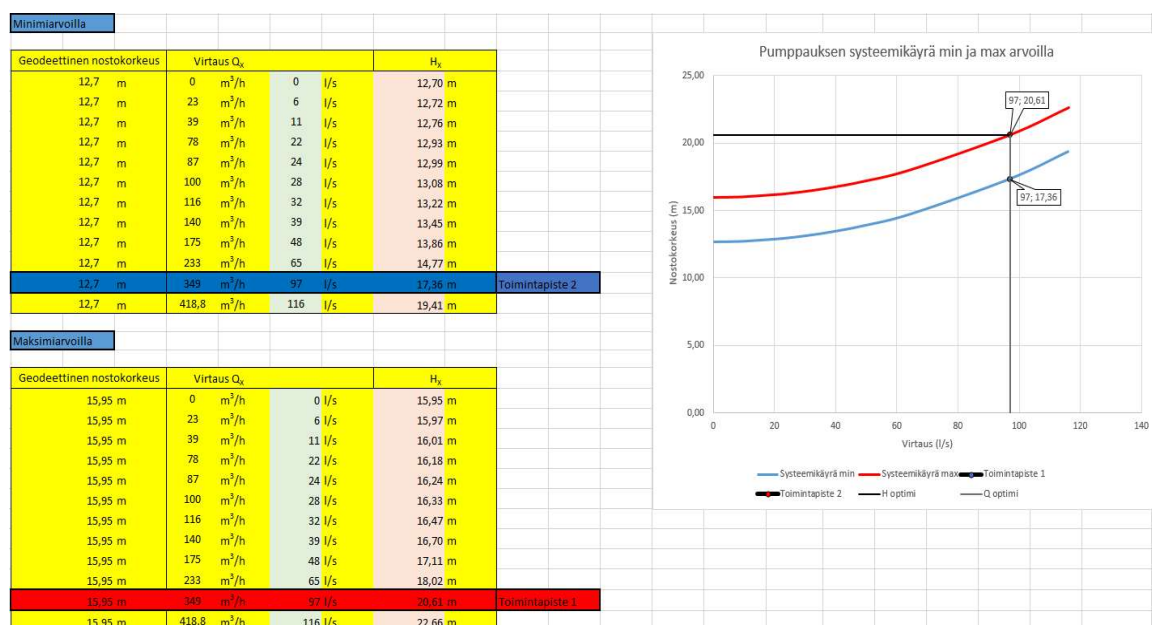 Minimiarvoilla
Geodeettinen nostokorkeus Virtaus Qx Hx
12,7 m 0 m³/h 0 l/s 12,70 m
12,7 m 23 m³/h 6 l/s 12,72 m
12,7 m 39 m³/h 11 l/s 12,76 m
12,7 m 78 m³/h 22 l/s 12,93 m
12,7 m 87 m³/h 24 l/s 12,99 m
12,7 m 100 m³/h 28 l/s 13,08 m
12,7 m 116 m³/h 32 l/s 13,22 m
12,7 m 140 m³/h 39 l/s 13,45 m
12,7 m 175 m³/h 48 l/s 13,86 m
12,7 m 233 m³/h 65 l/s 14,77 m
12,7 m 349 m³/h 97 l/s 17,36 m Toimintapiste 2
12,7 m 418,8 m³/h 116 l/s 19,41 m
Maksimiarvoilla
Geodeettinen nostokorkeus Virtaus Qx Hx
15,95 m 0 m³/h 0 l/s 15,95 m
15,95 m 23 m³/h 6 l/s 15,97 m
15,95 m 39 m³/h 11 l/s 16,01 m
15,95 m 78 m³/h 22 l/s 16,18 m
15,95 m 87 m³/h 24 l/s 16,24 m
15,95 m 100 m³/h 28 l/s 16,33 m
15,95 m 116 m³/h 32 l/s 16,47 m
15,95 m 140 m³/h 39 l/s 16,70 m
15,95 m 175 m³/h 48 l/s 17,11 m
15,95 m 233 m³/h 65 l/s 18,02 m
15,95 m 349 m³/h 97 l/s 20,61 m Toimintapiste 1
15,95 m 418,8 m³/h 116 l/s 22,66 m
Pumppauksen systeemikäyrä min ja max arvoilla
25,00
20,00
15,00
10,00
5,00
0,00
Nostokorkeus (m)
97; 20,61
97; 17,36
0 20 40 60 80 100 120 140
Virtaus (l/s)
Systeemikäyrä min Systeemikäyrä max Toimintapiste 1
Toimintapiste 2 H optimi Q optimi